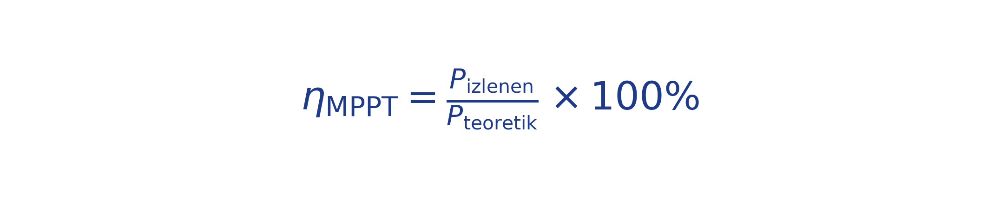 η_MPPT = P_izlenen / P_teoretik × 100%